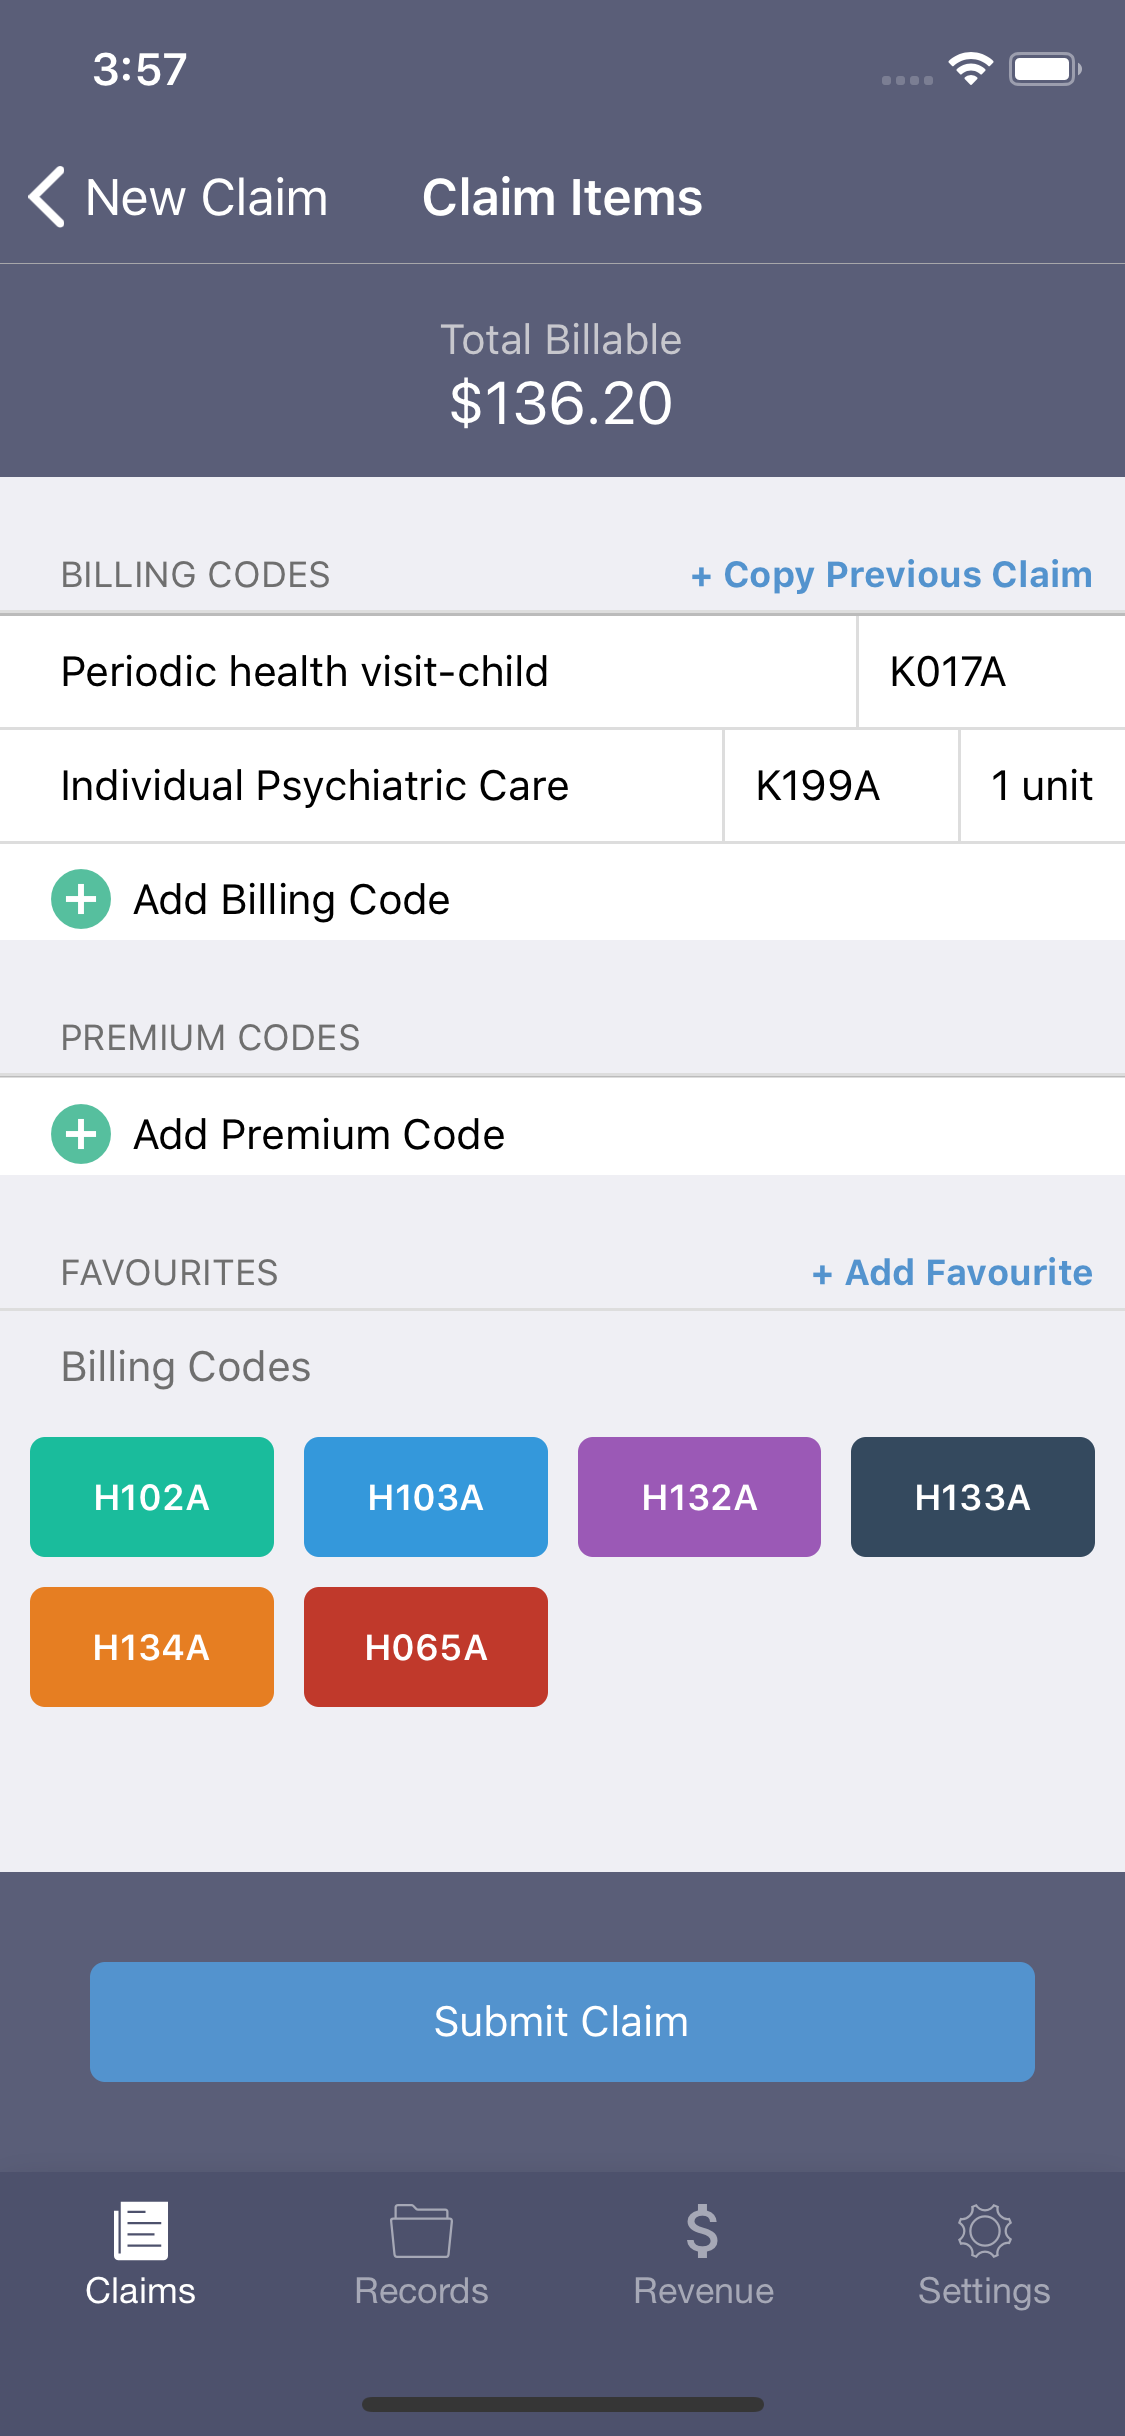 3:57
New Claim
Claim Items
Total Billable
$136.20
BILLING CODES
+ Copy Previous Claim
Periodic health visit-child
K017A
Individual Psychiatric Care
K199A
1 unit
Add Billing Code
PREMIUM CODES
Add Premium Code
FAVOURITES
+ Add Favourite
Billing Codes
H102A
H103A
H132A
H133A
H134A
H065A
Submit Claim
Claims
Records
Revenue
Settings